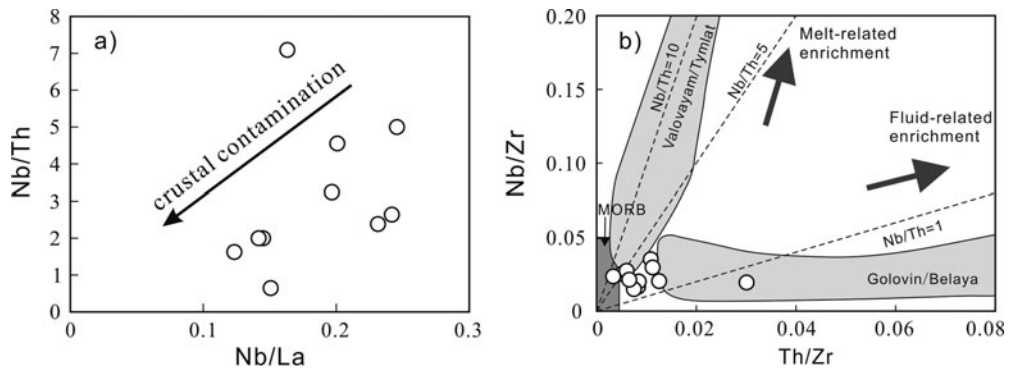 a)
8
7
6
5
4
3
2
1
0
Nb/Th
crustal contamination
0
0.1
0.2
0.3
Nb/La
b)
0.20
0.15
0.10
0.05
0
Nb/Zr
Nb/Th=10
Valovayam/Tymlat
Nb/Th=5
Melt-related
enrichment
Fluid-related
enrichment
MORB
Nb/Th=1
Golovin/Belaya
0
0.02
0.04
0.06
0.08
Th/Zr